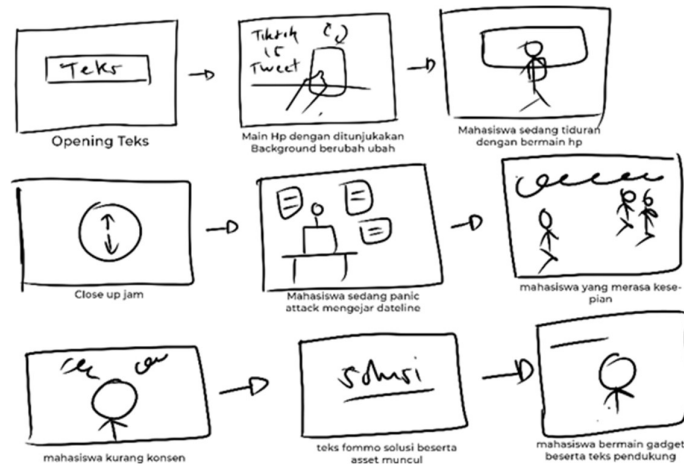 Teks
Opening Teks
Tiktok
IG
Tweet
Main Hp dengan ditunjukakan
Background berubah ubah
Mahasiswa sedang tiduran
dengan bermain hp
Close up jam
Mahasiswa sedang panic
attack mengejar dateline
mahasiswa yang merasa kese-
pian
mahasiswa kurang konsen
solusi
teks fommo solusi beserta
asset muncul
mahasiswa bermain gadget
beserta teks pendukung